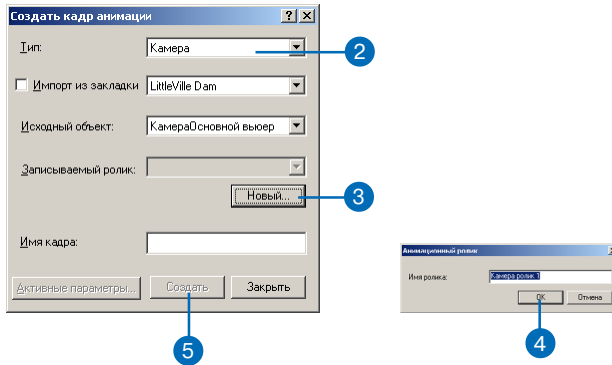 Создать кадр анимации
Тип: Камера
2
Импорт из закладки LittleVille Dam
Исходный объект: КамераОсновной вьюер
Записываемый ролик:
Новый... 3
Имя кадра:
Активные параметры... Создать Закрыть
5
Анимационный ролик
Имя ролика: Камера ролик 1
OK Отмена
4